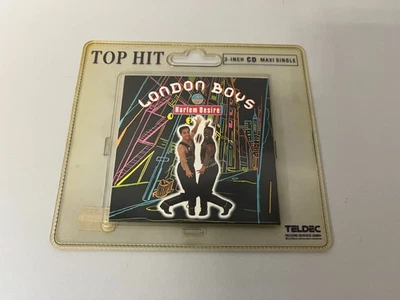 TOP HIT
3-INCH CD MAXI SINGLE
LONDON BOYS
Harlem Desire
TELDEC